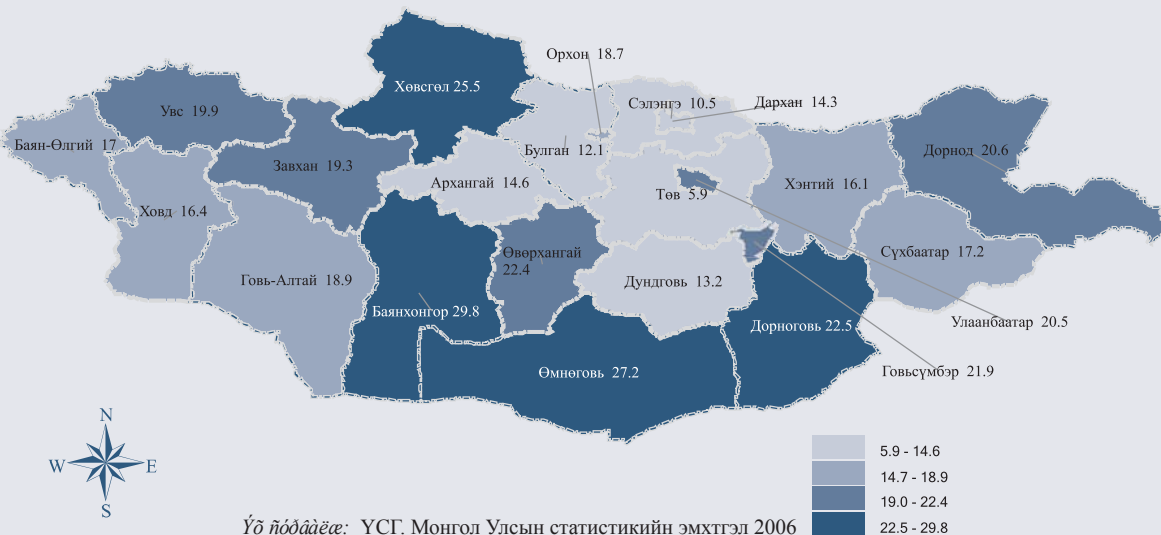 Орхон 18.7
Хөвсгөл 25.5
Сэлэнгэ 10.5
Дархан 14.3
Увс 19.9
Баян-Өлгий 17
Булган 12.1
Дорнод 20.6
Завхан 19.3
Архангай 14.6
Төв 5.9
Хэнтий 16.1
Ховд 16.4
Өвөрхангай
22.4
Сүхбаатар 17.2
Говь-Алтай 18.9
Дундговь 13.2
Баянхонгор 29.8
Дорноговь 22.5
Улаанбаатар 20.5
Өмнөговь 27.2
Говьсүмбэр 21.9
N
W E
S
5.9 - 14.6
14.7 - 18.9
19.0 - 22.4
22.5 - 29.8
Ýõ ñóðâàëæ: ҮСГ. Монгол Улсын статистикийн эмхтгэл 2006